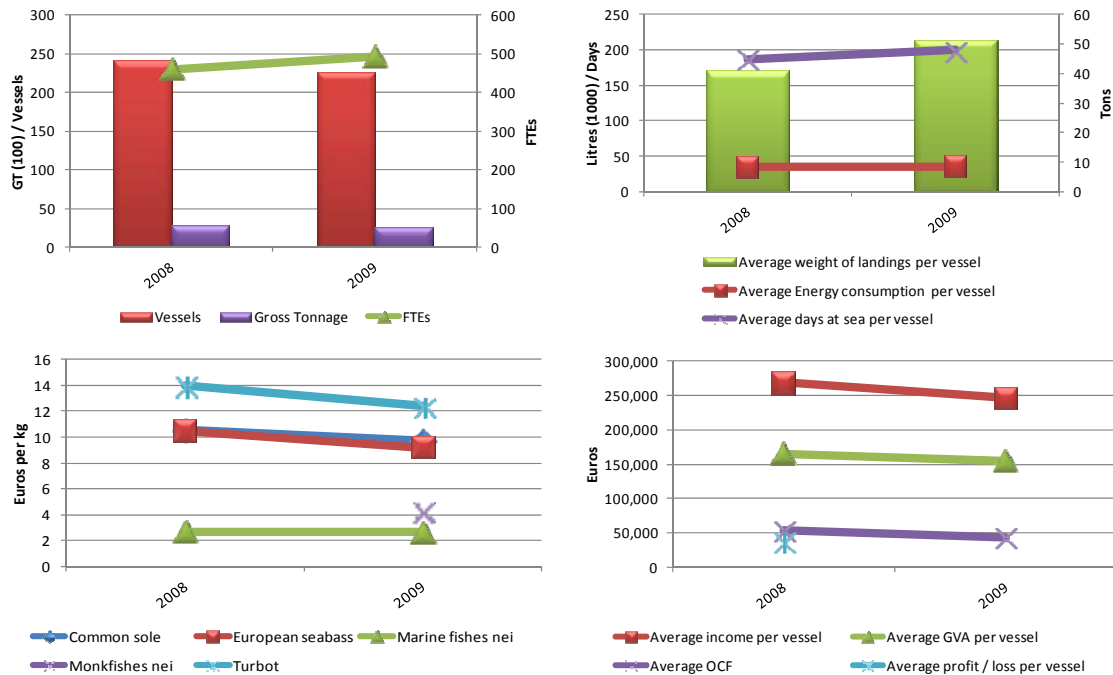 300
250
200
150
100
50
0
GT (100) / Vessels
600
500
400
300
200
100
0
FTEs
2008
2009
Vessels
Gross Tonnage
FTEs
250
200
150
100
50
0
Litres (1000) / Days
60
50
40
30
20
10
0
Tons
2008
2009
Average weight of landings per vessel
Average Energy consumption per vessel
Average days at sea per vessel
16
14
12
10
8
6
4
2
0
Euros per kg
2008
2009
Common sole
European seabass
Marine fishes nei
Monkfishes nei
Turbot
300,000
250,000
200,000
150,000
100,000
50,000
0
Euros
2008
2009
Average income per vessel
Average GVA per vessel
Average OCF
Average profit / loss per vessel